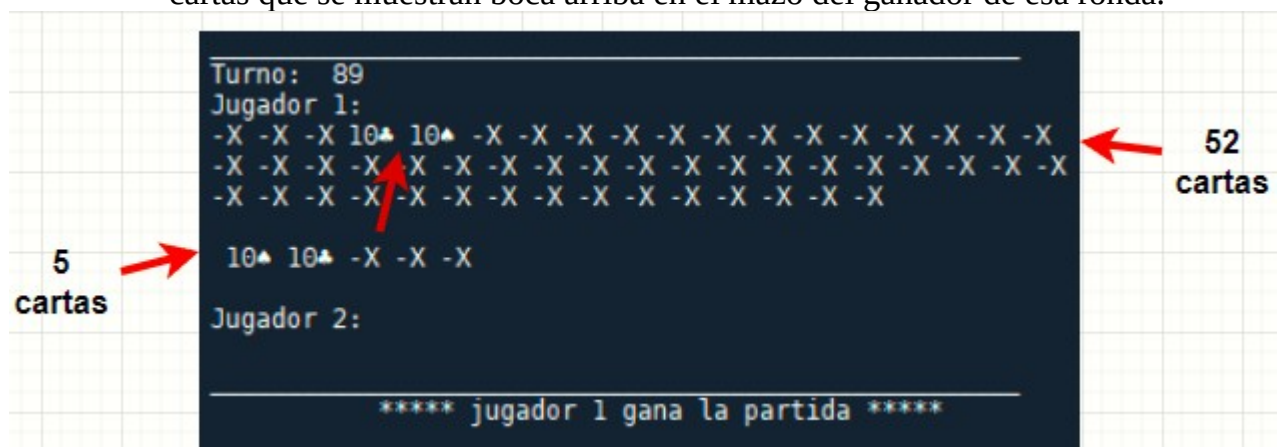 cartas que se muestran boca arriba en el mazo del ganador de esa ronda.
Turno: 89
Jugador 1:
-X -X -X 10♣ 10♠ -X -X -X -X -X -X -X -X -X -X -X -X -X
-X -X -X -X -X -X -X -X -X -X -X -X -X -X -X -X -X -X -X
-X -X -X -X -X -X -X -X -X -X -X -X -X -X -X
52
cartas
10♠ 10♣ -X -X -X
5
cartas
Jugador 2:
***** jugador 1 gana la partida *****